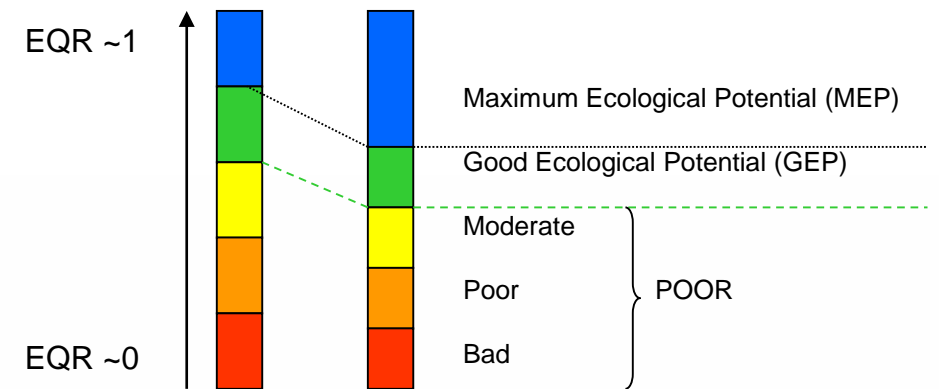 EQR ~1
Maximum Ecological Potential (MEP)
Good Ecological Potential (GEP)
Moderate
Poor
POOR
Bad
EQR ~0